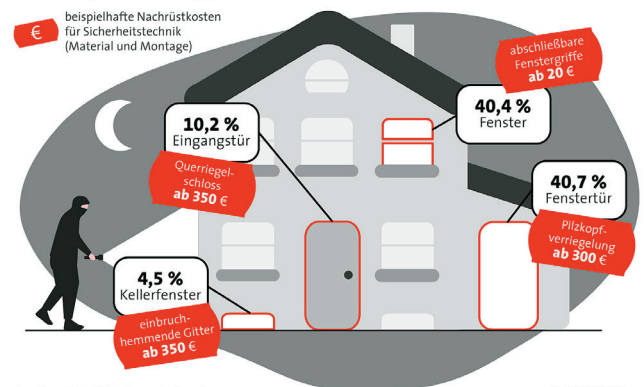 €
beispielhafte Nachrüstkosten
für Sicherheitstechnik
(Material und Montage)
abschließbare
Fenstergriffe
ab 20 €
10,2 %
Eingangstür
40,4 %
Fenster
Querriegel-
schloss
ab 350 €
40,7 %
Fenstertür
Pilzkopf-
verriegelung
ab 300 €
4,5 %
Kellerfenster
einbruch-
hemmende Gitter
ab 350 €